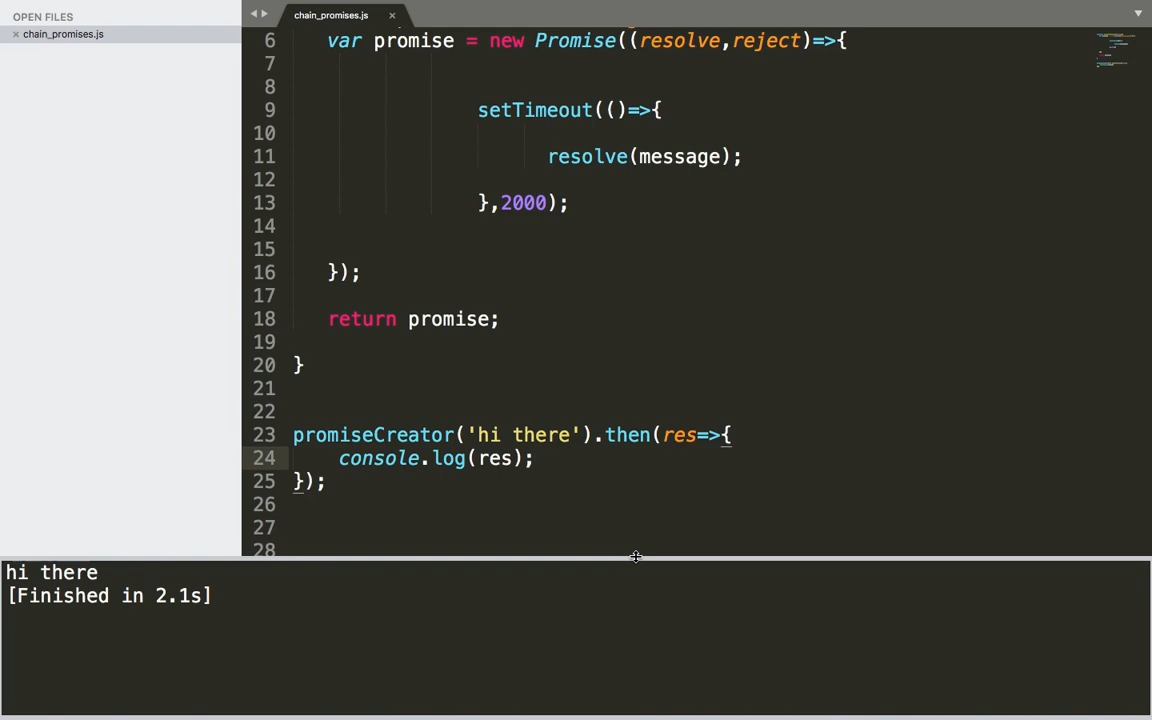 OPEN FILES
chain_promises.js
chain_promises.js
6 var promise = new Promise((resolve,reject)=>{
7
8
9 setTimeout(()=>{
10
11 resolve(message);
12
13 },2000);
14
15
16 });
17
18 return promise;
19
20 }
21
22
23 promiseCreator('hi there').then(res=>{
24 console.log(res);
25 });
26
27
28
hi there
[Finished in 2.1s]